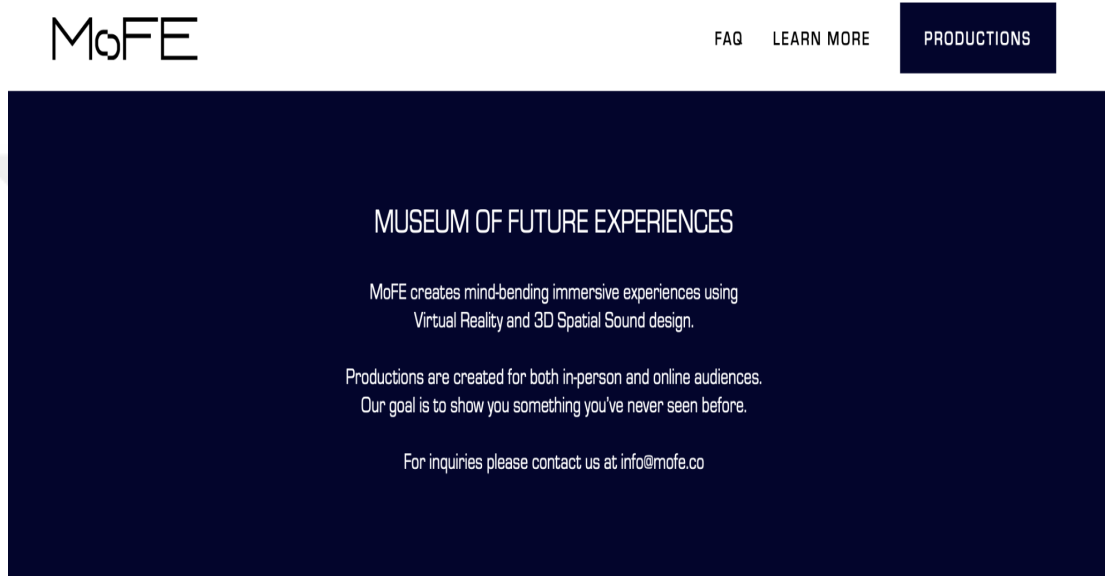 MoFE
FAQ
LEARN MORE
PRODUCTIONS
MUSEUM OF FUTURE EXPERIENCES
MoFE creates mind-bending immersive experiences using
Virtual Reality and 3D Spatial Sound design.
Productions are created for both in-person and online audiences.
Our goal is to show you something you've never seen before.
For inquiries please contact us at info@mofe.co